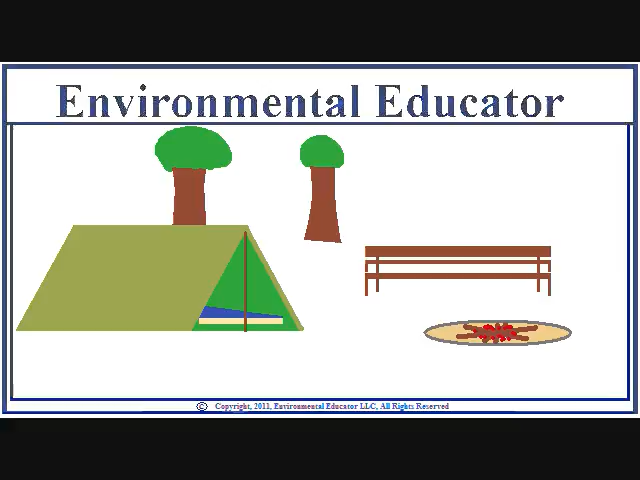 Environmental Educator
© Copyright, 2011, Environmental Educator LLC, All Rights Reserved